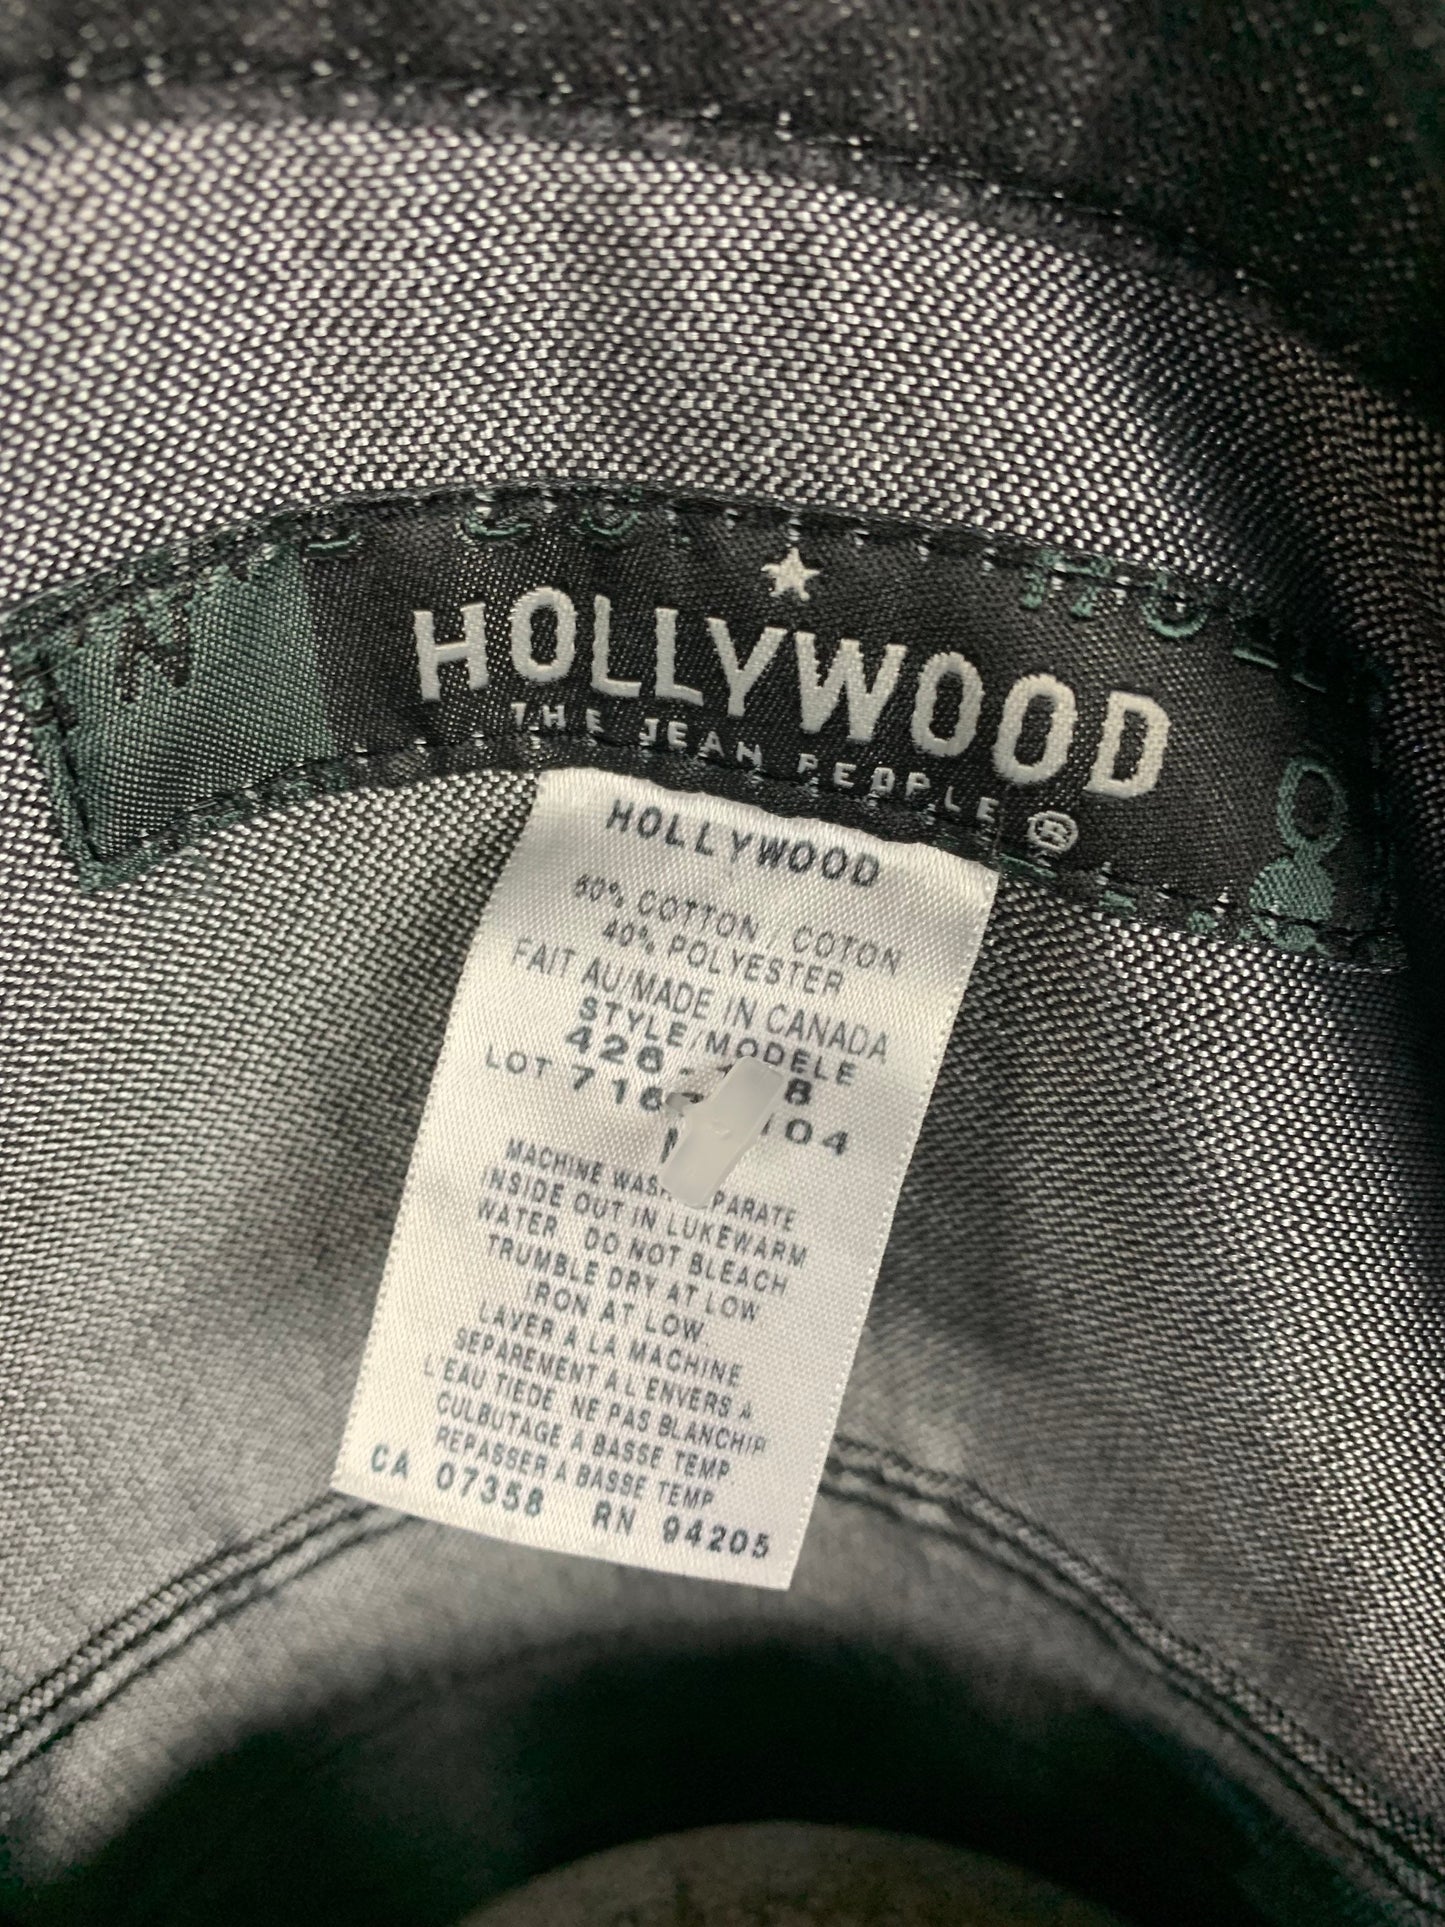 HOLLYWOOD
THE JEAN PEOPLE ®
HOLLYWOOD
60% COTTON / COTON
40% POLYESTER
FAIT AU/MADE IN CANADA
STYLE/MODELE
LOT
MACHINE WASH
INSIDE OUT IN LUKEWARM
WATER. DO NOT BLEACH
TRUMBLE DRY AT LOW
IRON AT LOW.
LAVER A LA MACHINE
SEPAREMENT A L'ENVERS A
L'EAU TIEDE. NE PAS BLANCHIR
CULBUTAGE A BASSE TEMP
REPASSER A BASSE TEMP
CA 07358 RN 94205